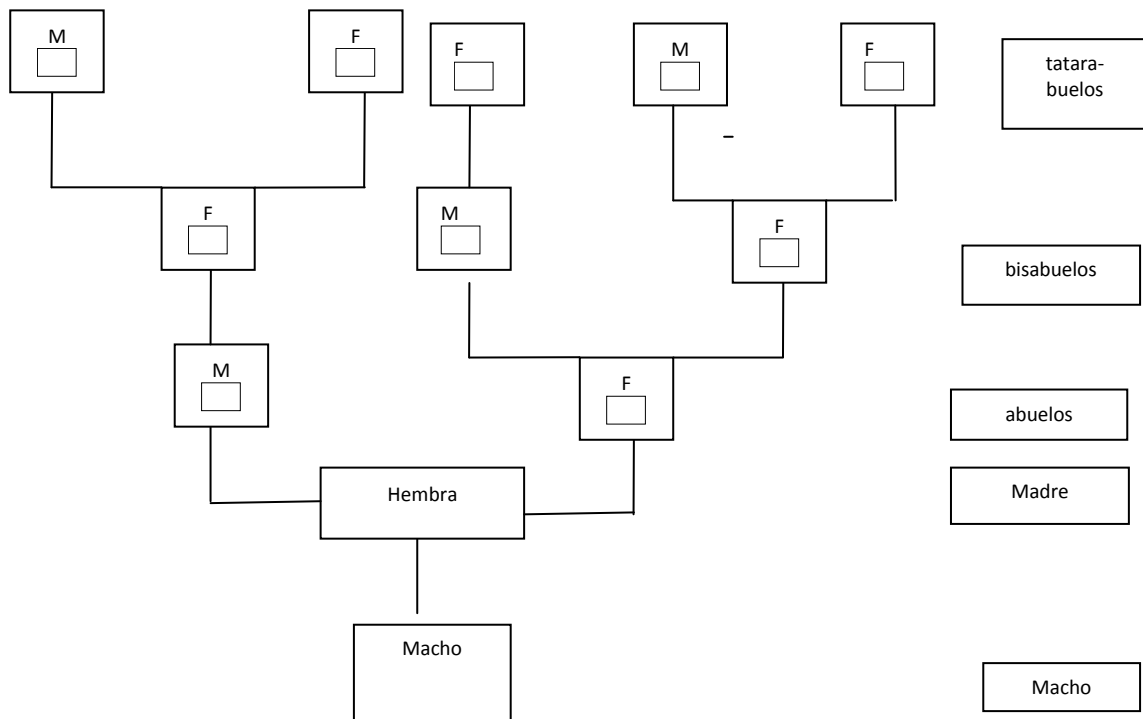 M
F
F
M
F
tatara-
buelos
F
M
F
bisabuelos
M
F
abuelos
Hembra
Madre
Macho
Macho